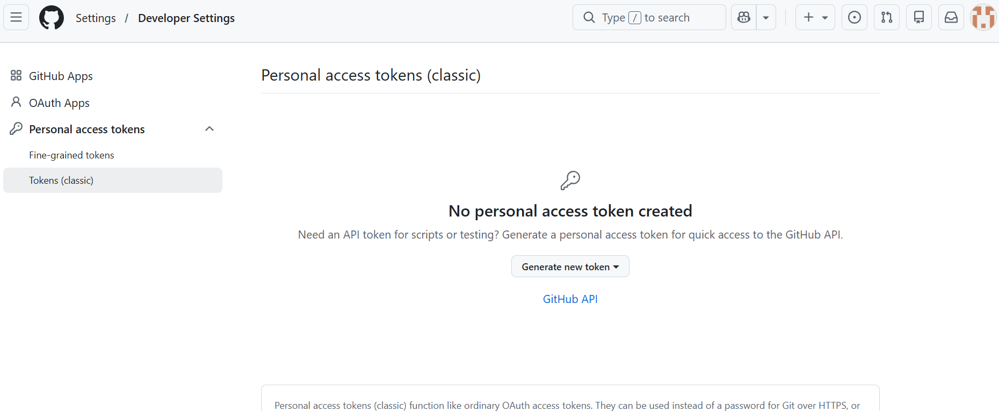 Settings / Developer Settings
Type / to search
GitHub Apps
OAuth Apps
Personal access tokens
Fine-grained tokens
Tokens (classic)
Personal access tokens (classic)
No personal access token created
Need an API token for scripts or testing? Generate a personal access token for quick access to the GitHub API.
Generate new token
GitHub API
Personal access tokens (classic) function like ordinary OAuth access tokens. They can be used instead of a password for Git over HTTPS, or